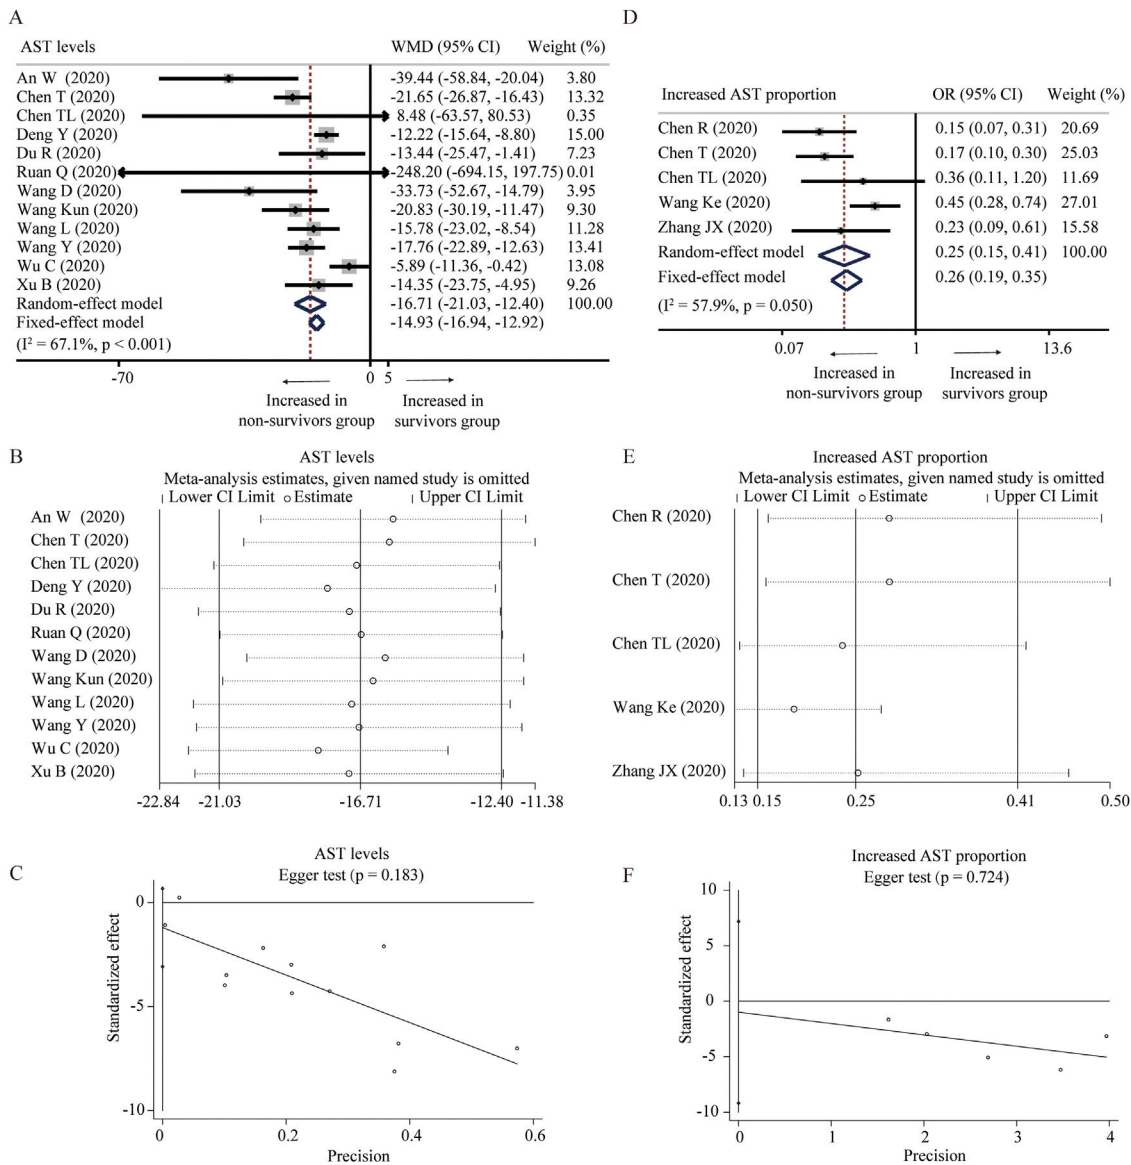 A
AST levels WMD (95% CI) Weight (%)
An W (2020) -39.44 (-58.84, -20.04) 3.80
Chen T (2020) -21.65 (-26.87, -16.43) 13.32
Chen TL (2020) 8.48 (-63.57, 80.53) 0.35
Deng Y (2020) -12.22 (-15.64, -8.80) 15.00
Du R (2020) -13.44 (-25.47, -1.41) 7.23
Ruan Q (2020) -248.20 (-694.15, 197.75) 0.01
Wang D (2020) -33.73 (-52.67, -14.79) 3.95
Wang Kun (2020) -20.83 (-30.19, -11.47) 9.30
Wang L (2020) -15.78 (-23.02, -8.54) 11.28
Wang Y (2020) -17.76 (-22.89, -12.63) 13.41
Wu C (2020) -5.89 (-11.36, -0.42) 13.08
Xu B (2020) -14.35 (-23.75, -4.95) 9.26
Random-effect model -16.71 (-21.03, -12.40) 100.00
Fixed-effect model -14.93 (-16.94, -12.92)
(I² = 67.1%, p < 0.001)
-70 0 5
Increased in non-survivors group
Increased in survivors group
D
Increased AST proportion OR (95% CI) Weight (%)
Chen R (2020) 0.15 (0.07, 0.31) 20.69
Chen T (2020) 0.17 (0.10, 0.30) 25.03
Chen TL (2020) 0.36 (0.11, 1.20) 11.69
Wang Ke (2020) 0.45 (0.28, 0.74) 27.01
Zhang JX (2020) 0.23 (0.09, 0.61) 15.58
Random-effect model 0.25 (0.15, 0.41) 100.00
Fixed-effect model 0.26 (0.19, 0.35)
(I² = 57.9%, p = 0.050)
0.07 1 13.6
Increased in non-survivors group
Increased in survivors group
B
AST levels
Meta-analysis estimates, given named study is omitted
Lower CI Limit Estimate Upper CI Limit
An W (2020)
Chen T (2020)
Chen TL (2020)
Deng Y (2020)
Du R (2020)
Ruan Q (2020)
Wang D (2020)
Wang Kun (2020)
Wang L (2020)
Wang Y (2020)
Wu C (2020)
Xu B (2020)
-22.84 -21.03 -16.71 -12.40 -11.38
E
Increased AST proportion
Meta-analysis estimates, given named study is omitted
Lower CI Limit Estimate Upper CI Limit
Chen R (2020)
Chen T (2020)
Chen TL (2020)
Wang Ke (2020)
Zhang JX (2020)
0.13 0.15 0.25 0.41 0.50
C
AST levels
Egger test (p = 0.183)
Standardized effect
0
-5
-10
0 0.2 0.4 0.6
Precision
F
Increased AST proportion
Egger test (p = 0.724)
Standardized effect
10
5
0
-5
-10
0 1 2 3 4
Precision